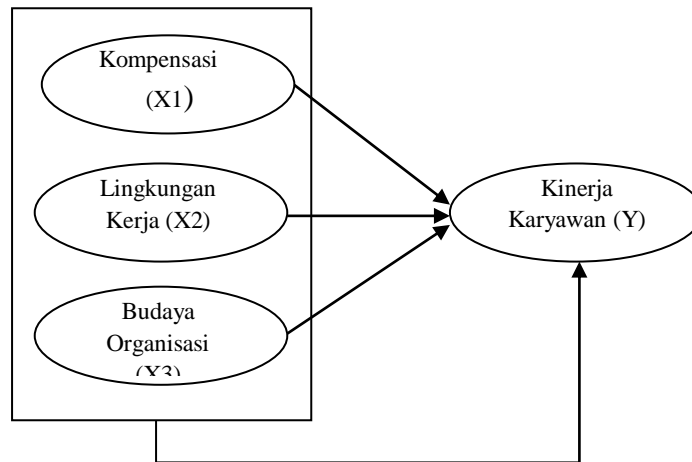 Kompensasi
(X1)
Lingkungan
Kerja (X2)
Budaya
Organisasi
(X3)
Kinerja
Karyawan (Y)